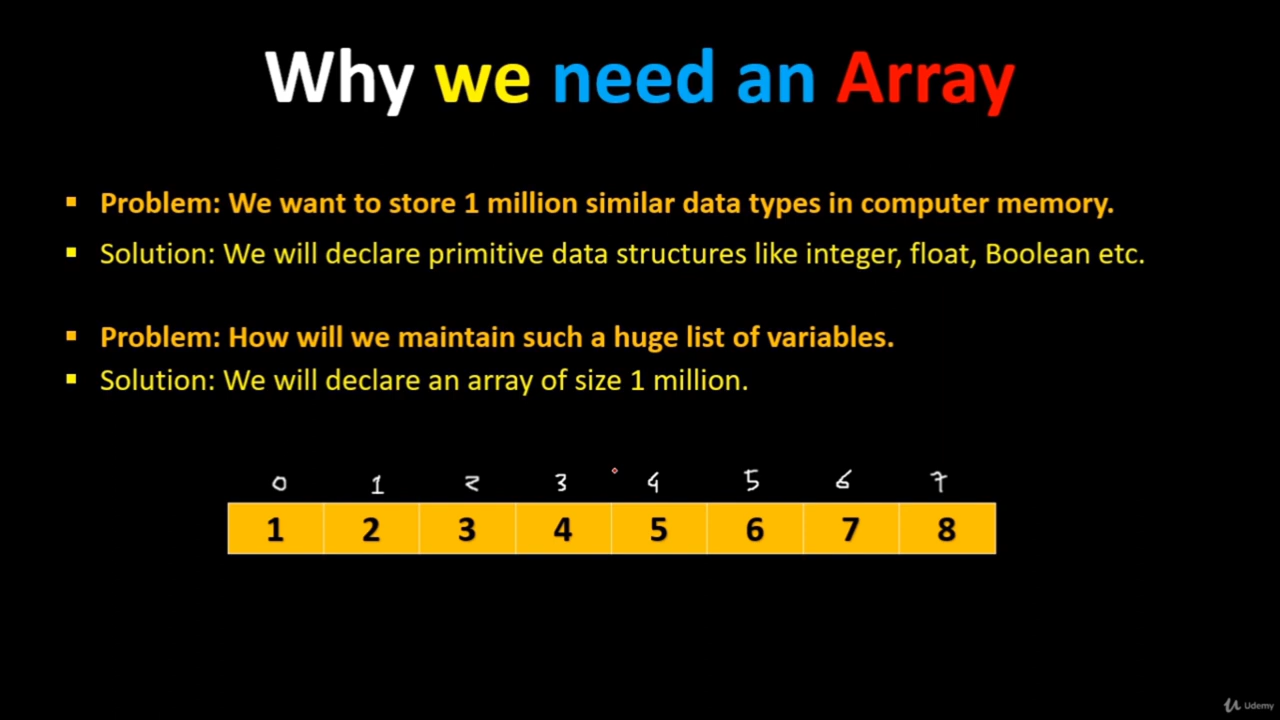 Why we need an Array
▪ Problem: We want to store 1 million similar data types in computer memory.
▪ Solution: We will declare primitive data structures like integer, float, Boolean etc.
▪ Problem: How will we maintain such a huge list of variables.
▪ Solution: We will declare an array of size 1 million.
0 1 2 3 4 5 6 7
1 2 3 4 5 6 7 8
Udemy